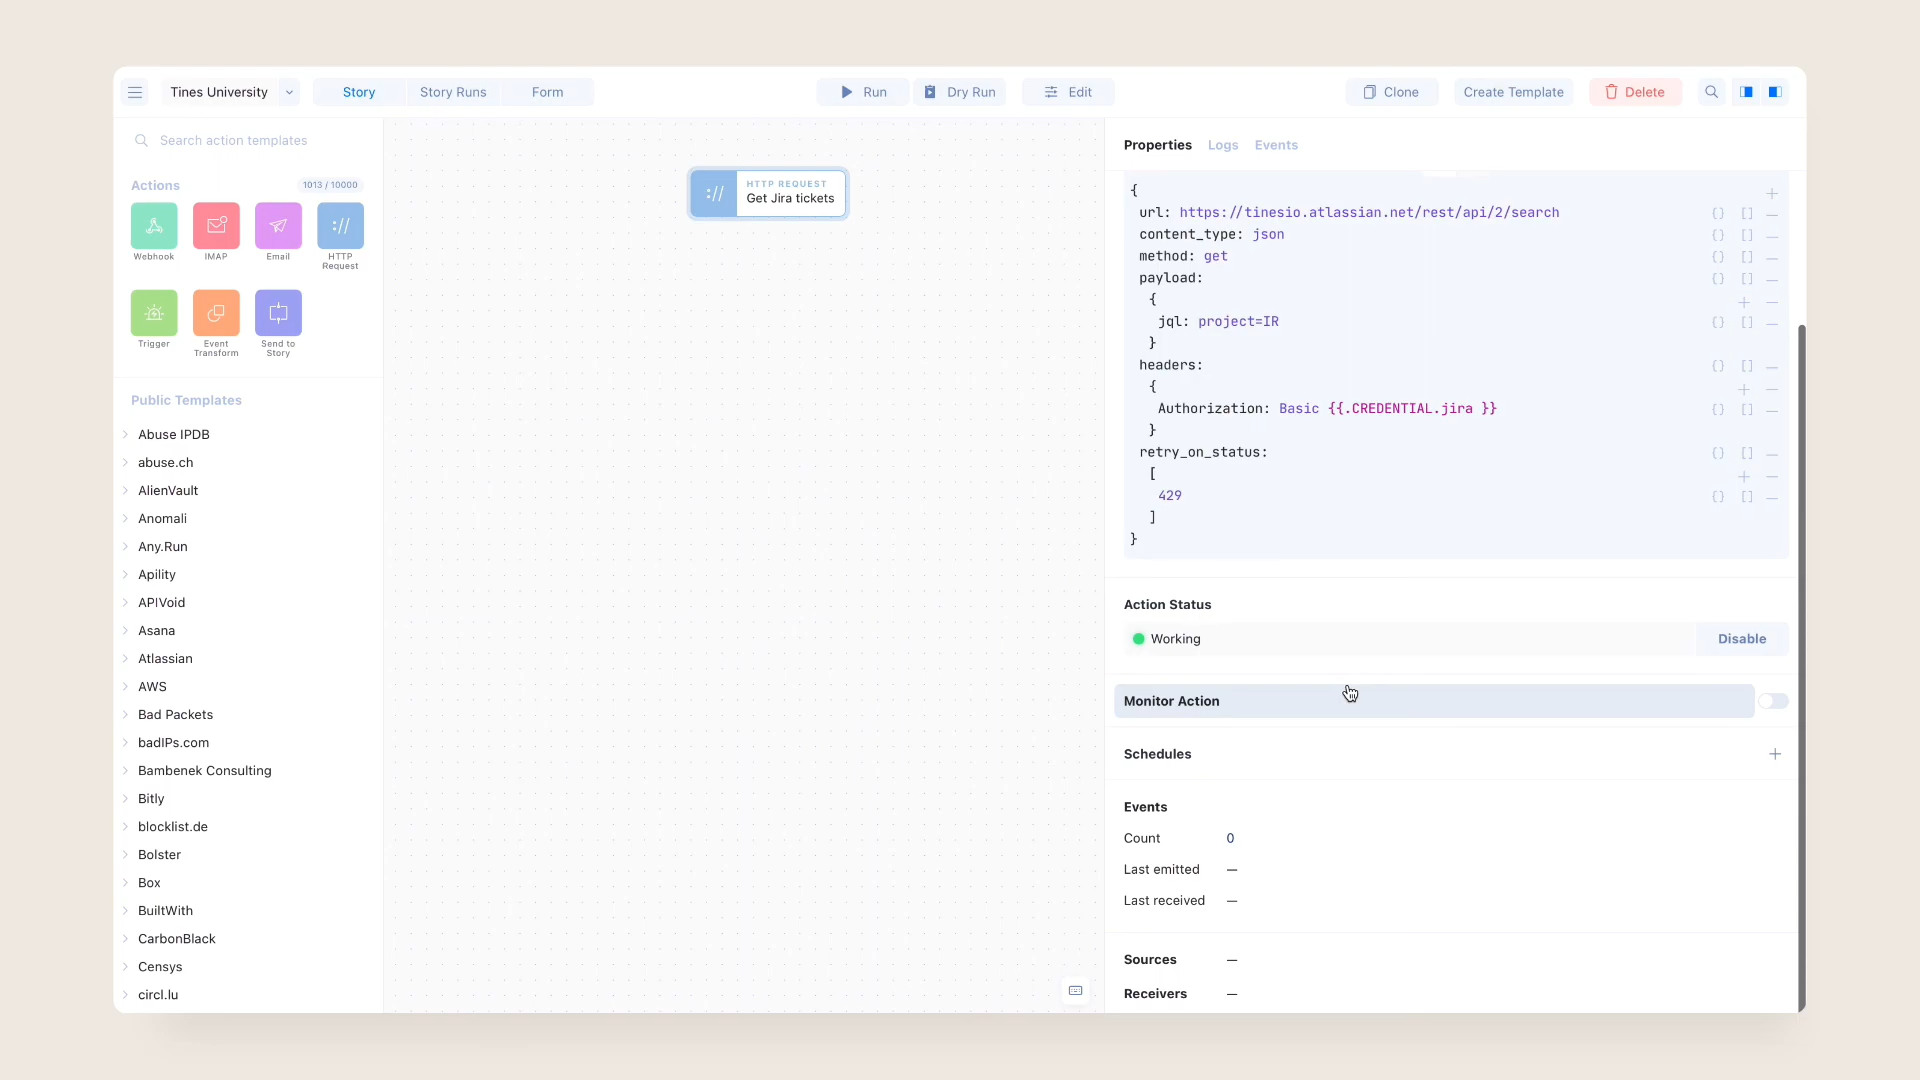 Tines University
Story
Story Runs
Form
Run
Dry Run
Edit
Clone
Create Template
Delete
Search action templates
Actions
1013 / 10000
Webhook
IMAP
Email
HTTP
Request
Trigger
Event
Transform
Send to
Story
Public Templates
Abuse IPDB
abuse.ch
AlienVault
Anomali
Any.Run
Apility
APIVoid
Asana
Atlassian
AWS
Bad Packets
badIPs.com
Bambenek Consulting
Bitly
blocklist.de
Bolster
Box
BuiltWith
CarbonBlack
Censys
circl.lu
://
HTTP REQUEST
Get Jira tickets
Properties
Logs
Events
{
url: https://tinesio.atlassian.net/rest/api/2/search
content_type: json
method: get
payload:
{
jql: project=IR
}
headers:
{
Authorization: Basic {{.CREDENTIAL.jira }}
}
retry_on_status:
[
429
]
}
Action Status
Working
Disable
Monitor Action
Schedules
Events
Count 0
Last emitted —
Last received —
Sources —
Receivers —